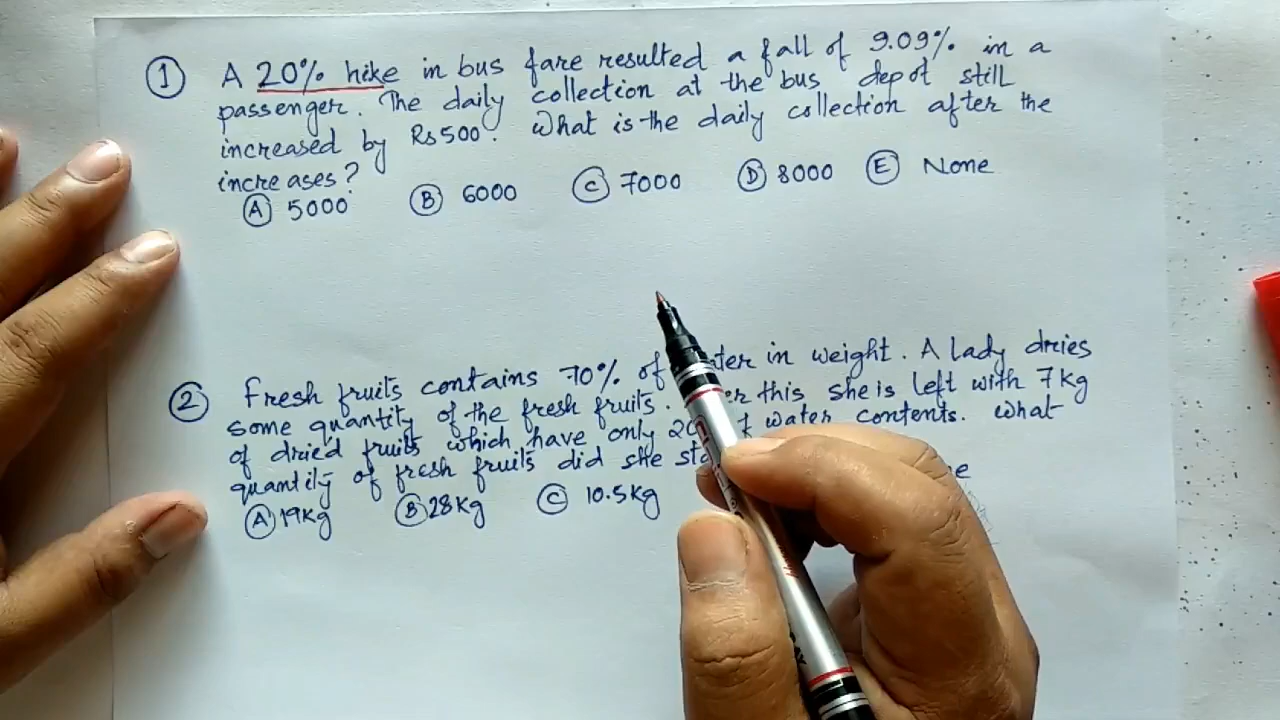 ① A 20% hike in bus fare resulted a fall of 9.09% in a
passenger. The daily collection at the bus depot still
increased by Rs 500. What is the daily collection after the
increases?
Ⓐ 5000 Ⓑ 6000 Ⓒ 7000 Ⓓ 8000 Ⓔ None
② Fresh fruits contains 70% of in weight. A lady dries
some quantity of the fresh fruits. this she is left with 7kg
of dried fruits which have only water contents. What
quantity of fresh fruits did she
Ⓐ 19kg Ⓑ 28kg Ⓒ 10.5kg